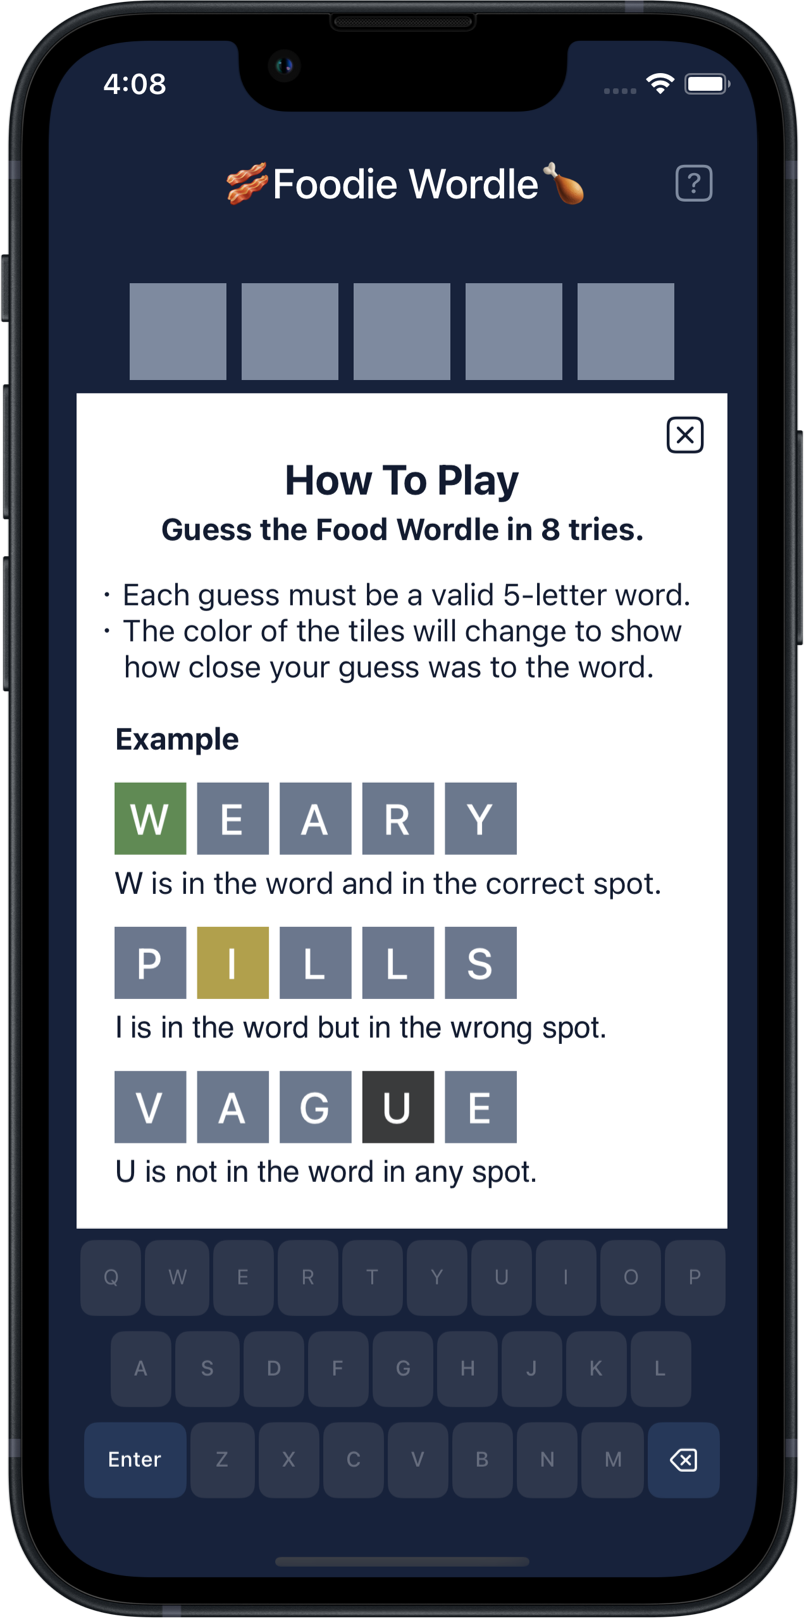 4:08
🥓Foodie Wordle🍗
?
How To Play
Guess the Food Wordle in 8 tries.
· Each guess must be a valid 5-letter word.
· The color of the tiles will change to show
how close your guess was to the word.
Example
W E A R Y
W is in the word and in the correct spot.
P I L L S
I is in the word but in the wrong spot.
V A G U E
U is not in the word in any spot.
Q W E R T Y U I O P
A S D F G H J K L
Enter Z X C V B N M